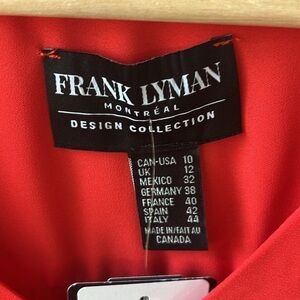 FRANK LYMAN
MONTRÉAL
DESIGN COLLECTION
CAN-USA 10
UK 12
MEXICO 32
GERMANY 38
FRANCE 40
SPAIN 42
ITALY 44
MADE IN/FAIT AU
CANADA